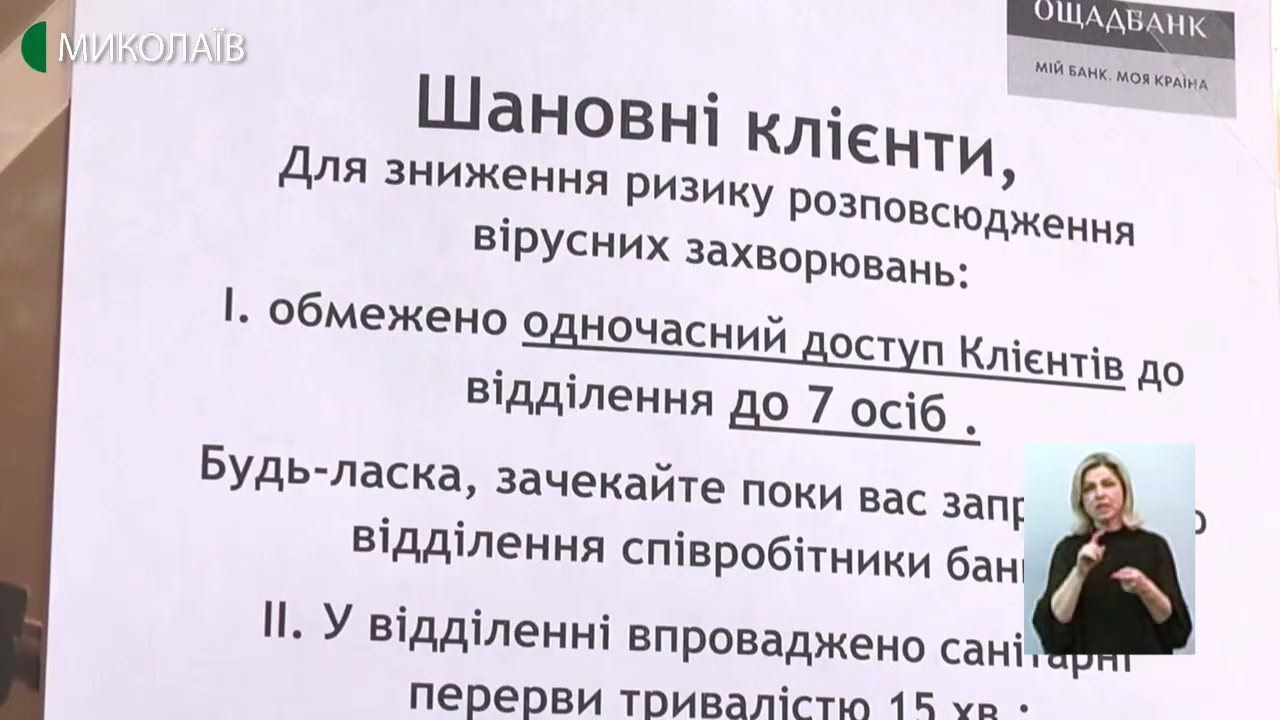 МИКОЛАЇВ
ОЩАДБАНК
МІЙ БАНК. МОЯ КРАЇНА
Шановні клієнти,
Для зниження ризику розповсюдження
вірусних захворювань:
І. обмежено одночасний доступ Клієнтів до
відділення до 7 осіб .
Будь-ласка, зачекайте поки вас
відділення співробітники
ІІ. У відділенні впроваджено санітарні
перерви тривалістю 15 хв.: